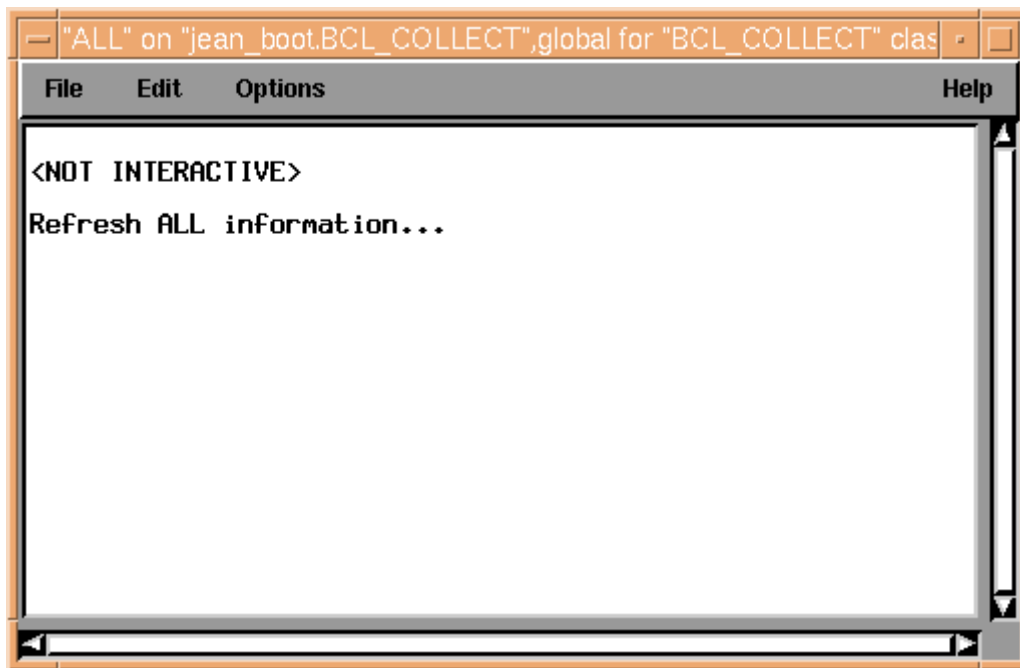 "ALL" on "jean_boot.BCL_COLLECT",global for "BCL_COLLECT" clas
File Edit Options Help
<NOT INTERACTIVE>
Refresh ALL information...